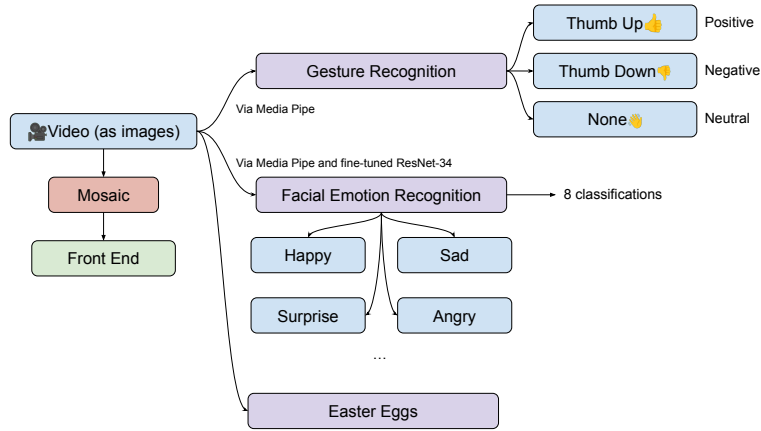 Thumb Up👍
Positive
Gesture Recognition
Thumb Down👎
Negative
Via Media Pipe
🎥Video (as images)
None👋
Neutral
Via Media Pipe and fine-tuned ResNet-34
Mosaic
Facial Emotion Recognition
8 classifications
Front End
Happy
Sad
Surprise
Angry
...
Easter Eggs